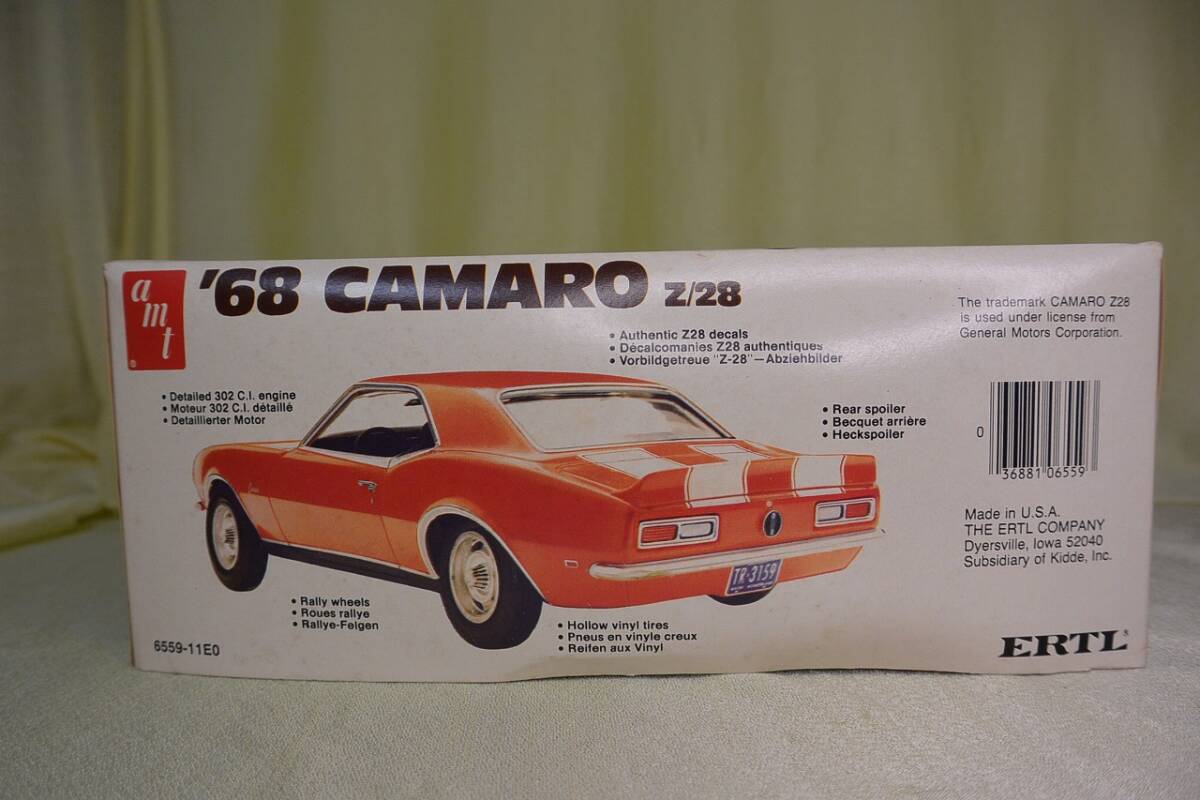 amt
'68 CAMARO Z/28
• Authentic Z28 decals
• Décalcomanies Z28 authentiques
• Vorbildgetreue "Z-28"—Abziehbilder
The trademark CAMARO Z28
is used under license from
General Motors Corporation.
• Detailed 302 C.I. engine
• Moteur 302 C.I. détaillé
• Detaillierter Motor
• Rear spoiler
• Becquet arrière
• Heckspoiler
0 36881 06559
Made in U.S.A.
THE ERTL COMPANY
Dyersville, Iowa 52040
Subsidiary of Kidde, Inc.
TR-3159
• Rally wheels
• Roues rallye
• Rallye-Felgen
• Hollow vinyl tires
• Pneus en vinyle creux
• Reifen aux Vinyl
6559-11E0
ERTL®